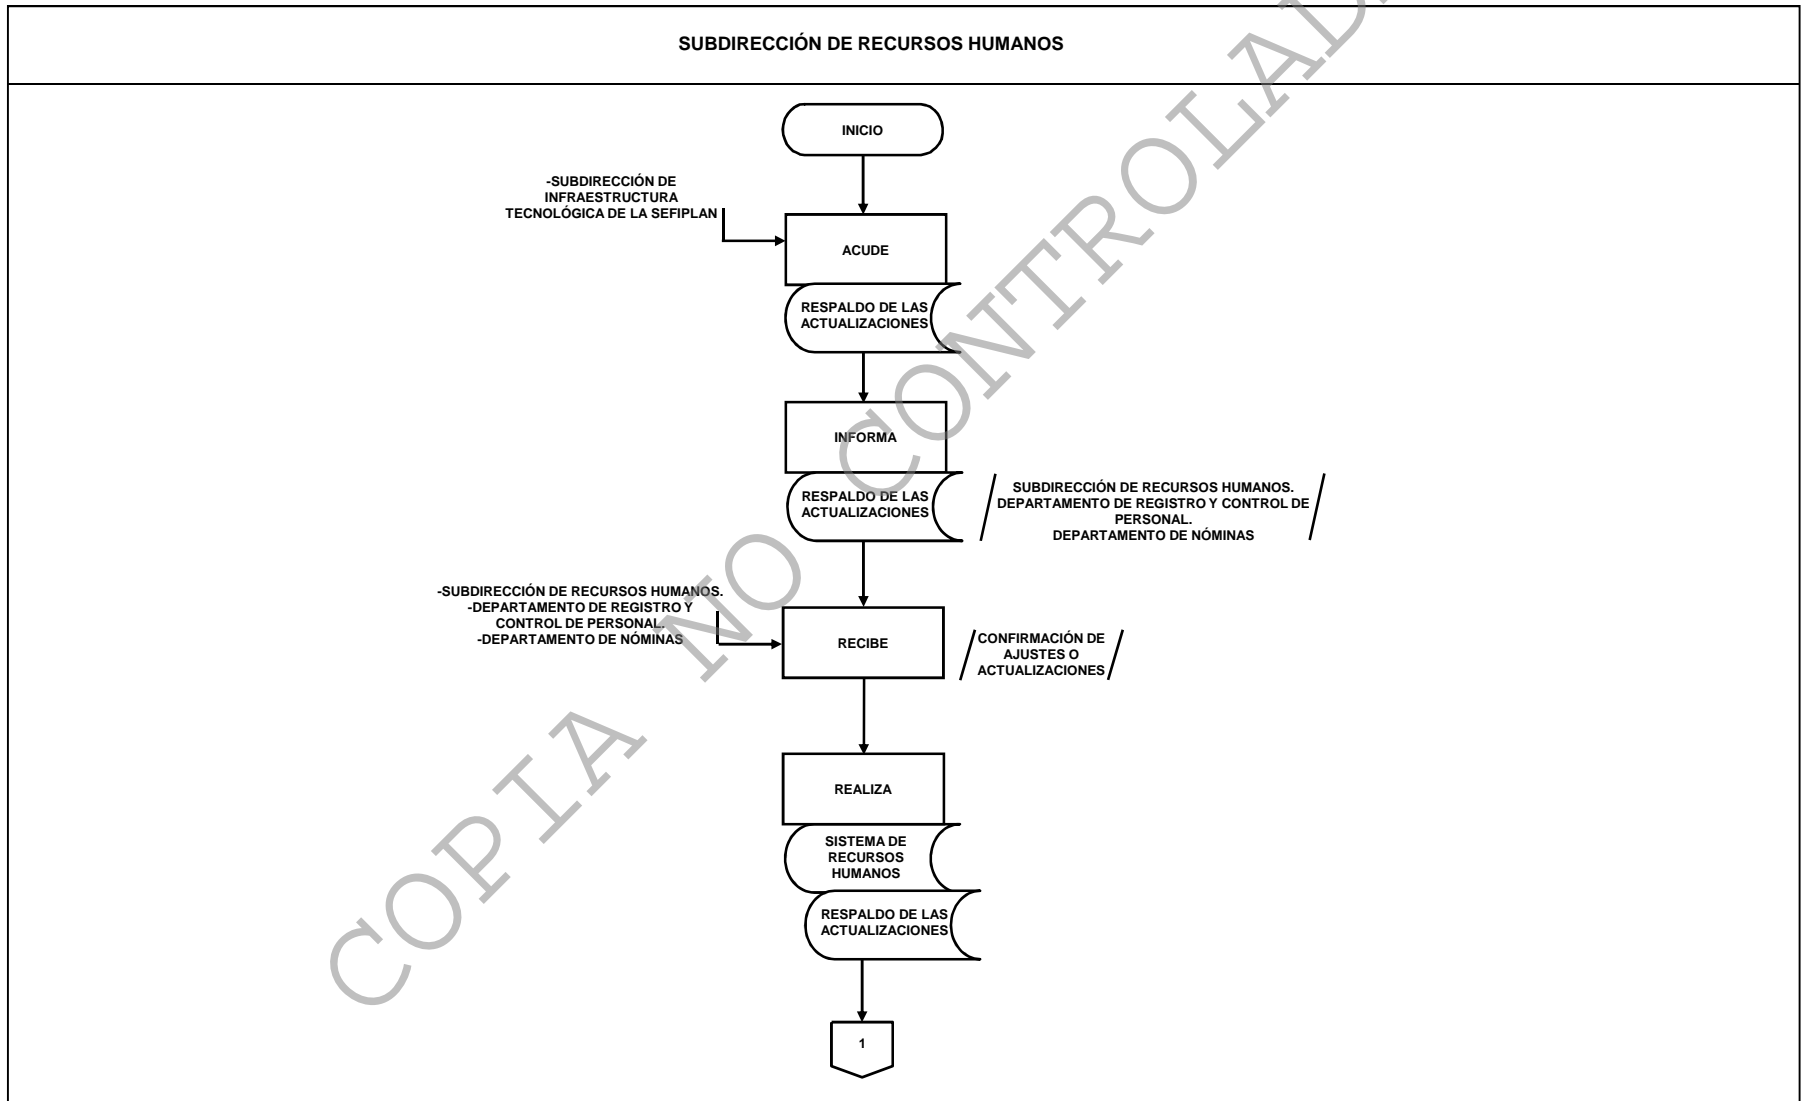 SUBDIRECCIÓN DE RECURSOS HUMANOS
INICIO
-SUBDIRECCIÓN DE
INFRAESTRUCTURA
TECNOLÓGICA DE LA SEFIPLAN
ACUDE
RESPALDO DE LAS
ACTUALIZACIONES
INFORMA
RESPALDO DE LAS
ACTUALIZACIONES
SUBDIRECCIÓN DE RECURSOS HUMANOS.
DEPARTAMENTO DE REGISTRO Y CONTROL DE
PERSONAL.
DEPARTAMENTO DE NÓMINAS
-SUBDIRECCIÓN DE RECURSOS HUMANOS.
-DEPARTAMENTO DE REGISTRO Y
CONTROL DE PERSONAL.
-DEPARTAMENTO DE NÓMINAS
RECIBE
CONFIRMACIÓN DE
AJUSTES O
ACTUALIZACIONES
REALIZA
SISTEMA DE
RECURSOS
HUMANOS
RESPALDO DE LAS
ACTUALIZACIONES
1
COPIA NO CONTROLAD